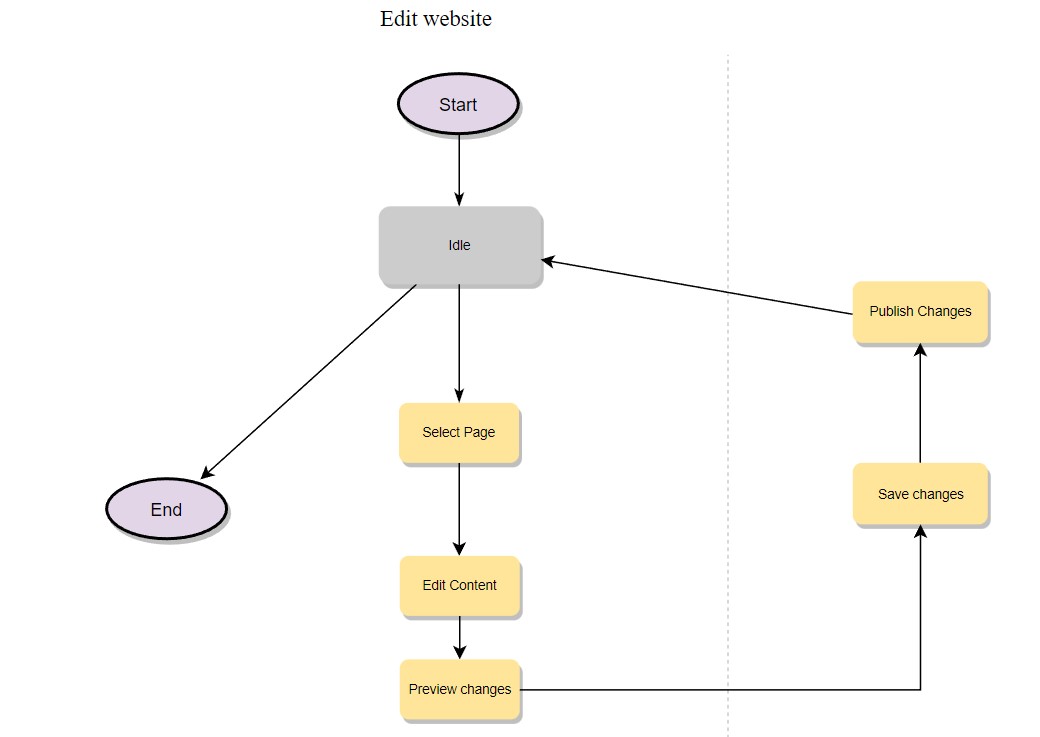 Edit website
Start
Idle
Publish Changes
Select Page
Save changes
End
Edit Content
Preview changes